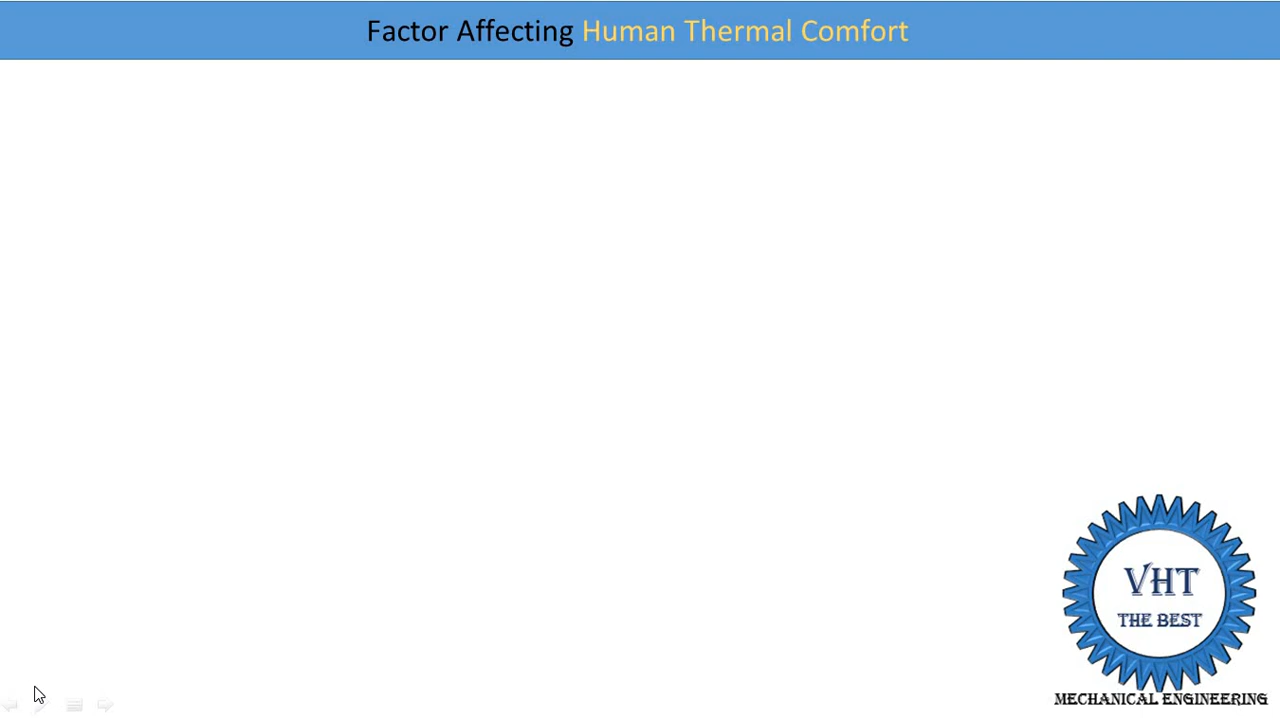 Factor Affecting Human Thermal Comfort
VHT
THE BEST
MECHANICAL ENGINEERING